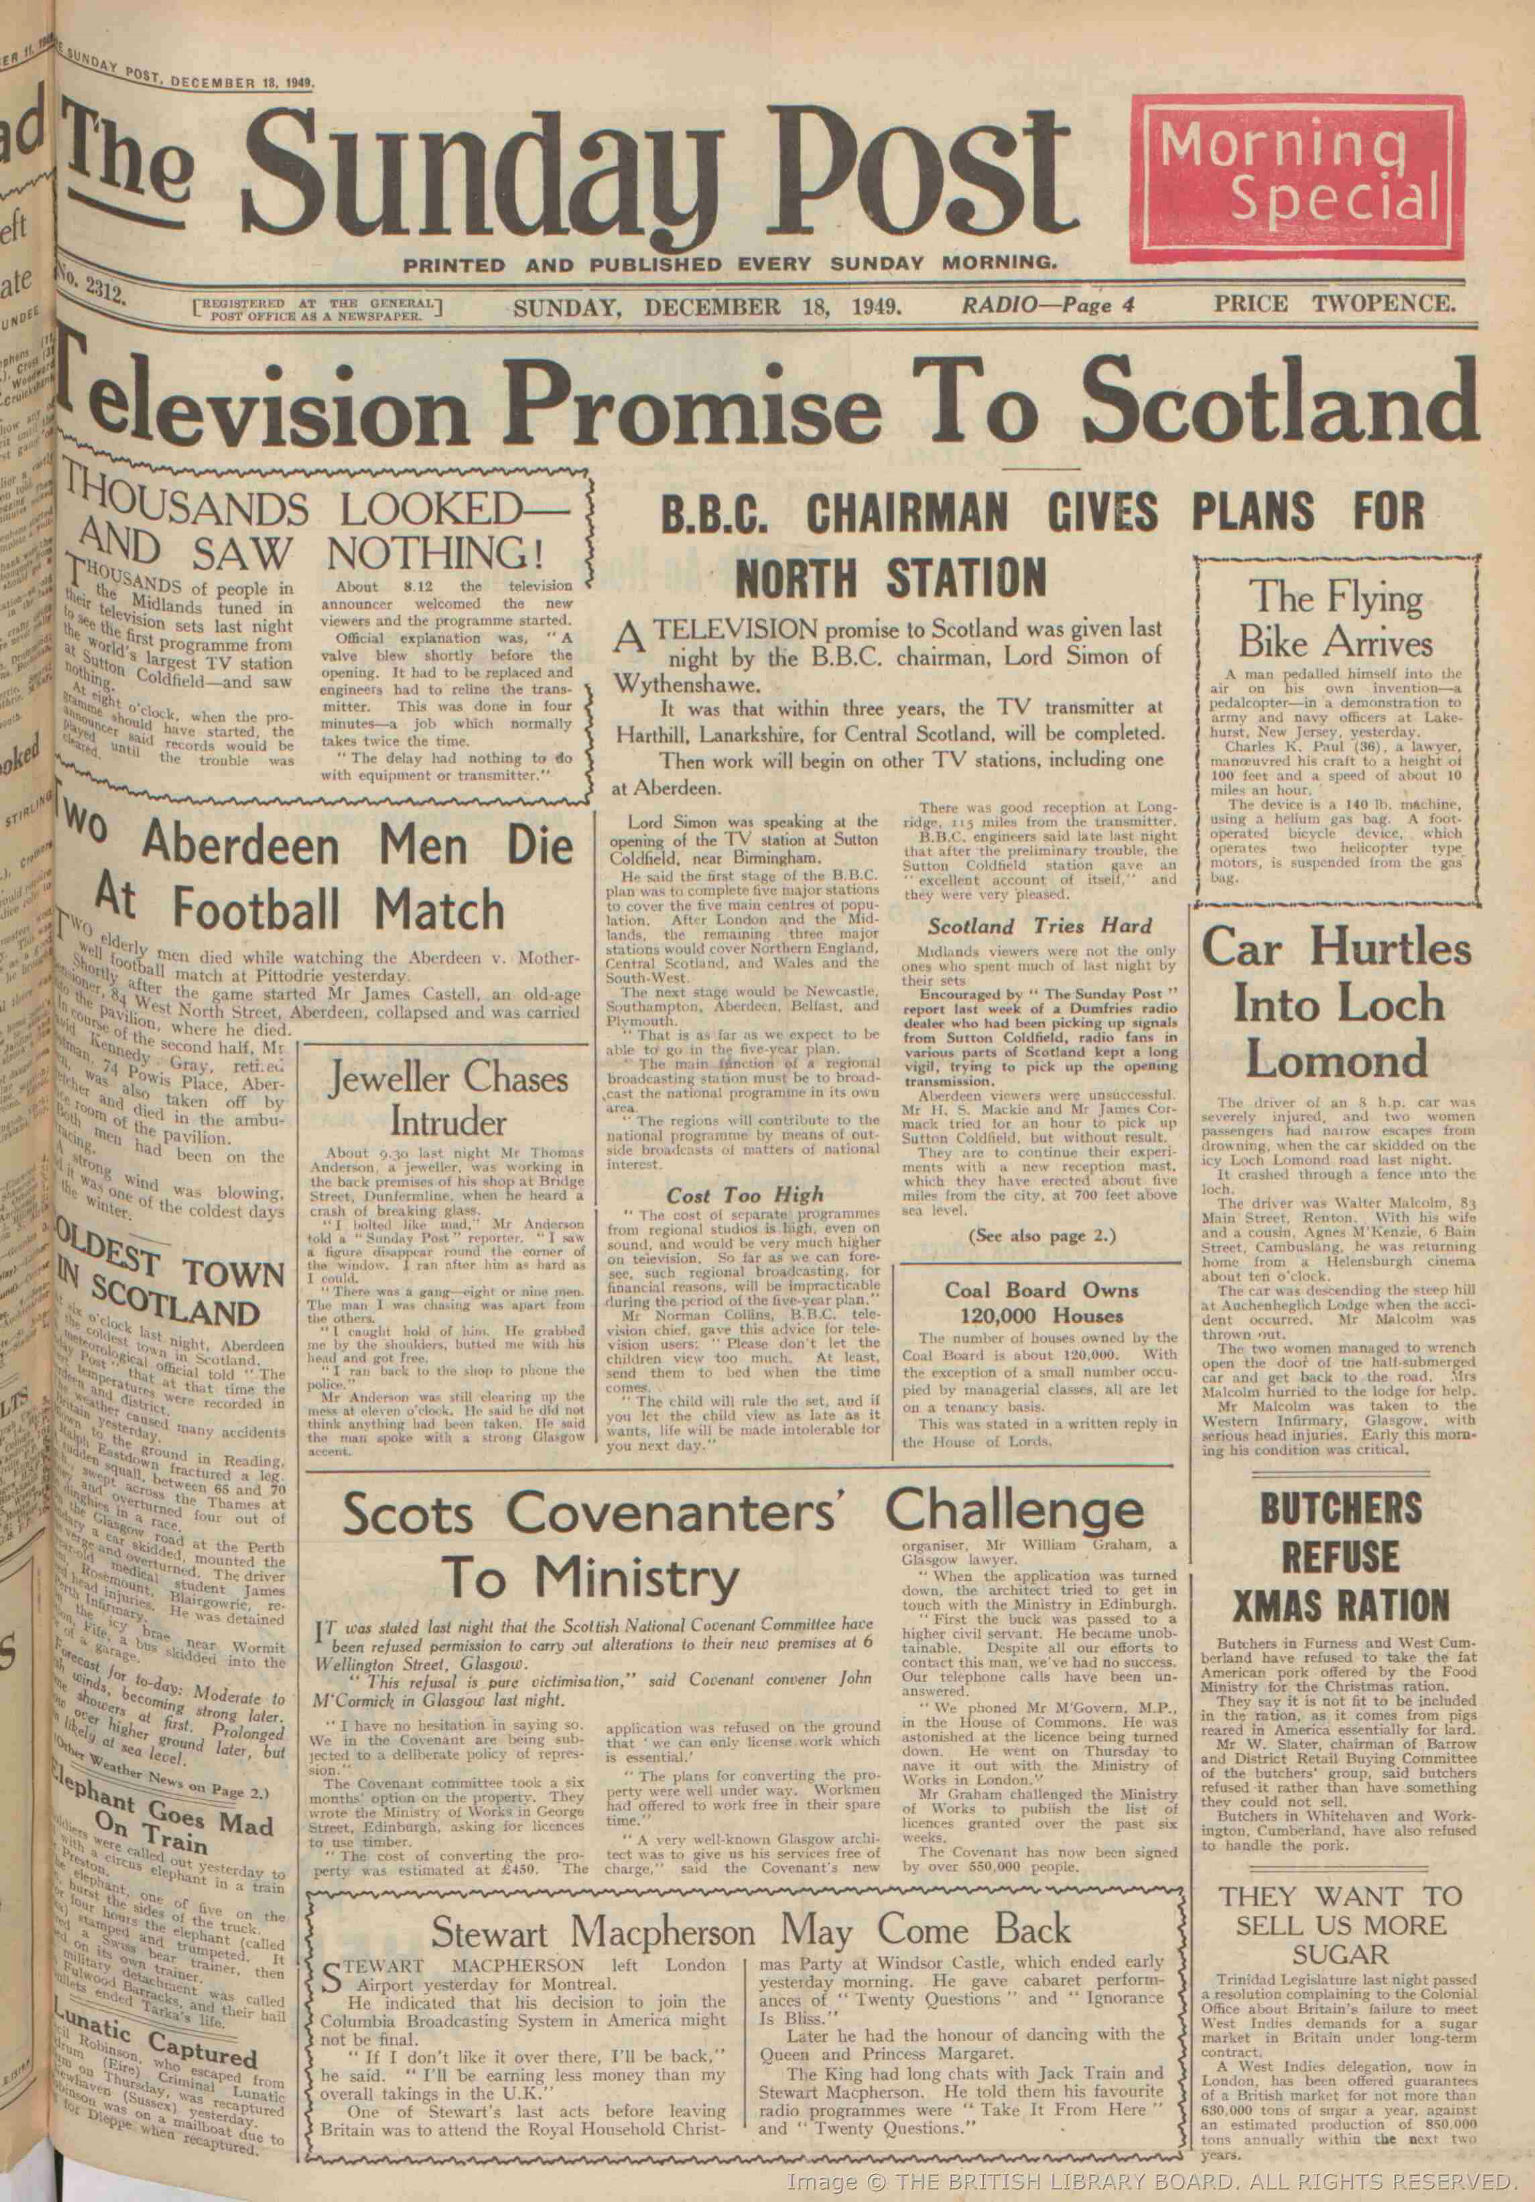 SUNDAY POST, DECEMBER 18, 1949.
The Sunday Post
Morning
Special
PRINTED AND PUBLISHED EVERY SUNDAY MORNING.
No. 2312.
[REGISTERED AT THE GENERAL
POST OFFICE AS A NEWSPAPER.]
SUNDAY, DECEMBER 18, 1949.
RADIO—Page 4
PRICE TWOPENCE.
Television Promise To Scotland
THOUSANDS LOOKED—
AND SAW NOTHING!
THOUSANDS of people in
the Midlands tuned in
their television sets last night
to see the first programme from
the world's largest TV station
at Sutton Coldfield—and saw
nothing.
At eight o'clock, when the pro-
gramme should have started, the
announcer said records would be
played until the trouble was
cleared.
About 8.12 the television
announcer welcomed the new
viewers and the programme started.
Official explanation was, "A
valve blew shortly before the
opening. It had to be replaced and
engineers had to reline the trans-
mitter. This was done in four
minutes—a job which normally
takes twice the time.
"The delay had nothing to do
with equipment or transmitter."
B.B.C. CHAIRMAN GIVES PLANS FOR
NORTH STATION
A TELEVISION promise to Scotland was given last
night by the B.B.C. chairman, Lord Simon of
Wythenshawe.
It was that within three years, the TV transmitter at
Harthill, Lanarkshire, for Central Scotland, will be completed.
Then work will begin on other TV stations, including one
at Aberdeen.
Lord Simon was speaking at the
opening of the TV station at Sutton
Coldfield, near Birmingham.
He said the first stage of the B.B.C.
plan was to complete five major stations
to cover the five main centres of popu-
lation. After London and the Mid-
lands, the remaining three major
stations would cover Northern England,
Central Scotland, and Wales and the
South-West.
The next stage would be Newcastle,
Southampton, Aberdeen, Belfast, and
Plymouth.
"That is as far as we expect to be
able to go in the five-year plan.
"The main function of a regional
broadcasting station must be to broad-
cast the national programme in its own
area.
"The regions will contribute to the
national programme by means of out-
side broadcasts of matters of national
interest.
Cost Too High
"The cost of separate programmes
from regional studios is high, even on
sound, and would be very much higher
on television. So far as we can fore-
see, such regional broadcasting, for
financial reasons, will be impracticable
during the period of the five-year plan."
Mr Norman Collins, B.B.C. tele-
vision chief, gave this advice for tele-
vision users: "Please don't let the
children view too much. At least,
send them to bed when the time
comes.
"The child will rule the set, and if
you let the child view as late as it
wants, life will be made intolerable for
you next day."
There was good reception at Long-
ridge, 115 miles from the transmitter.
B.B.C. engineers said late last night
that after the preliminary trouble, the
Sutton Coldfield station gave an
"excellent account of itself," and
they were very pleased.
Scotland Tries Hard
Midlands viewers were not the only
ones who spent much of last night by
their sets
Encouraged by "The Sunday Post"
report last week of a Dumfries radio
dealer who had been picking up signals
from Sutton Coldfield, radio fans in
various parts of Scotland kept a long
vigil, trying to pick up the opening
transmission.
Aberdeen viewers were unsuccessful.
Mr H. S. Mackie and Mr James Cor-
mack tried for an hour to pick up
Sutton Coldfield, but without result.
They are to continue their experi-
ments with a new reception mast,
which they have erected about five
miles from the city, at 700 feet above
sea level.
(See also page 2.)
Coal Board Owns
120,000 Houses
The number of houses owned by the
Coal Board is about 120,000. With
the exception of a small number occu-
pied by managerial classes, all are let
on a tenancy basis.
This was stated in a written reply in
the House of Lords.
The Flying
Bike Arrives
A man pedalled himself into the
air on his own invention—a
pedalcopter—in a demonstration to
army and navy officers at Lake-
hurst, New Jersey, yesterday.
Charles K. Paul (36), a lawyer,
manœuvred his craft to a height of
100 feet and a speed of about 10
miles an hour.
The device is a 140 lb. machine,
using a helium gas bag. A foot-
operated bicycle device, which
operates two helicopter type
motors, is suspended from the gas
bag.
Car Hurtles
Into Loch
Lomond
The driver of an 8 h.p. car was
severely injured, and two women
passengers had narrow escapes from
drowning, when the car skidded on the
icy Loch Lomond road last night.
It crashed through a fence into the
loch.
The driver was Walter Malcolm, 83
Main Street, Renton. With his wife
and a cousin, Agnes M'Kenzie, 6 Bain
Street, Cambuslang, he was returning
home from a Helensburgh cinema
about ten o'clock.
The car was descending the steep hill
at Auchenheglich Lodge when the acci-
dent occurred. Mr Malcolm was
thrown out.
The two women managed to wrench
open the door of the half-submerged
car and get back to the road. Mrs
Malcolm hurried to the lodge for help.
Mr Malcolm was taken to the
Western Infirmary, Glasgow, with
serious head injuries. Early this morn-
ing his condition was critical.
BUTCHERS
REFUSE
XMAS RATION
Butchers in Furness and West Cum-
berland have refused to take the fat
American pork offered by the Food
Ministry for the Christmas ration.
They say it is not fit to be included
in the ration, as it comes from pigs
reared in America essentially for lard.
Mr W. Slater, chairman of Barrow
and District Retail Buying Committee
of the butchers' group, said butchers
refused it rather than have something
they could not sell.
Butchers in Whitehaven and Work-
ington, Cumberland, have also refused
to handle the pork.
THEY WANT TO
SELL US MORE
SUGAR
Trinidad Legislature last night passed
a resolution complaining to the Colonial
Office about Britain's failure to meet
West Indies demands for a sugar
market in Britain under long-term
contract.
A West Indies delegation, now in
London, has been offered guarantees
of a British market for not more than
630,000 tons of sugar a year, against
an estimated production of 850,000
tons annually within the next two
years.
Two Aberdeen Men Die
At Football Match
TWO elderly men died while watching the Aberdeen v. Mother-
well football match at Pittodrie yesterday.
Shortly after the game started Mr James Castell, an old-age
pensioner, 84 West North Street, Aberdeen, collapsed and was carried
to the pavilion, where he died.
In course of the second half, Mr
Kennedy Gray, retired
74 Powis Place, Aber-
was also taken off by
and died in the ambu-
room of the pavilion.
Both men had been on the
A strong wind was blowing,
it was one of the coldest days
the winter.
Jeweller Chases
Intruder
About 9.30 last night Mr Thomas
Anderson, a jeweller, was working in
the back premises of his shop at Bridge
Street, Dunfermline, when he heard a
crash of breaking glass.
"I bolted like mad," Mr Anderson
told a "Sunday Post" reporter. "I saw
a figure disappear round the corner of
the window. I ran after him as hard as
I could.
"There was a gang—eight or nine men.
The man I was chasing was apart from
the others.
"I caught hold of him. He grabbed
me by the shoulders, butted me with his
head and got free.
"I ran back to the shop to phone the
police."
Mr Anderson was still clearing up the
mess at eleven o'clock. He said he did not
think anything had been taken. He said
the man spoke with a strong Glasgow
accent.
OLDEST TOWN
IN SCOTLAND
six o'clock last night, Aberdeen
the coldest town in Scotland.
meteorological official told "The
Post" that at that time the
temperatures were recorded in
and district.
weather caused many accidents
yesterday.
to the ground in Reading,
Ralph Eastdown fractured a leg.
sudden squall, between 65 and 70
swept across the Thames at
and overturned four out of
dinghies in a race.
the Glasgow road at the Perth
a car skidded, mounted the
verge and overturned. The driver
medical student James
Rosemount, Blairgowrie, re-
head injuries. He was detained
Perth Infirmary.
the icy brae near Wormit
Fife, a bus skidded into the
of a garage.
Forecast for to-day: Moderate to
winds, becoming strong later.
showers at first. Prolonged
over higher ground later, but
likely at sea level.
(Other Weather News on Page 2.)
Elephant Goes Mad
On Train
Soldiers were called out yesterday to
with a circus elephant in a train
Preston.
elephant, one of five on the
burst the sides of the truck.
for four hours the elephant (called
stamped and trumpeted. It
a Swiss bear trainer, then
on its own trainer.
military detachment was called
Fulwood Barracks, and their hail
bullets ended Tarka's life.
Lunatic Captured
Robinson, who escaped from
(Eire) Criminal Lunatic
on Thursday, was recaptured
Newhaven (Sussex) yesterday.
Robinson was on a mailboat due to
for Dieppe when recaptured.
Scots Covenanters' Challenge
To Ministry
IT was stated last night that the Scottish National Covenant Committee have
been refused permission to carry out alterations to their new premises at 6
Wellington Street, Glasgow.
"This refusal is pure victimisation," said Covenant convener John
M'Cormick in Glasgow last night.
"I have no hesitation in saying so.
We in the Covenant are being sub-
jected to a deliberate policy of repres-
sion."
The Covenant committee took a six
months' option on the property. They
wrote the Ministry of Works in George
Street, Edinburgh, asking for licences
to use timber.
"The cost of converting the pro-
perty was estimated at £450. The
application was refused on the ground
that 'we can only license work which
is essential.'
"The plans for converting the pro-
perty were well under way. Workmen
had offered to work free in their spare
time."
"A very well-known Glasgow archi-
tect was to give us his services free of
charge," said the Covenant's new
organiser, Mr William Graham, a
Glasgow lawyer.
"When the application was turned
down, the architect tried to get in
touch with the Ministry in Edinburgh.
"First the buck was passed to a
higher civil servant. He became unob-
tainable. Despite all our efforts to
contact this man, we've had no success.
Our telephone calls have been un-
answered.
"We phoned Mr M'Govern, M.P.,
in the House of Commons. He was
astonished at the licence being turned
down. He went on Thursday to
have it out with the Ministry of
Works in London."
Mr Graham challenged the Ministry
of Works to publish the list of
licences granted over the past six
weeks.
The Covenant has now been signed
by over 550,000 people.
Stewart Macpherson May Come Back
STEWART MACPHERSON left London
Airport yesterday for Montreal.
He indicated that his decision to join the
Columbia Broadcasting System in America might
not be final.
"If I don't like it over there, I'll be back,"
he said. "I'll be earning less money than my
overall takings in the U.K."
One of Stewart's last acts before leaving
Britain was to attend the Royal Household Christ-
mas Party at Windsor Castle, which ended early
yesterday morning. He gave cabaret perform-
ances of "Twenty Questions" and "Ignorance
Is Bliss."
Later he had the honour of dancing with the
Queen and Princess Margaret.
The King had long chats with Jack Train and
Stewart Macpherson. He told them his favourite
radio programmes were "Take It From Here"
and "Twenty Questions."
Image © THE BRITISH LIBRARY BOARD. ALL RIGHTS RESERVED.